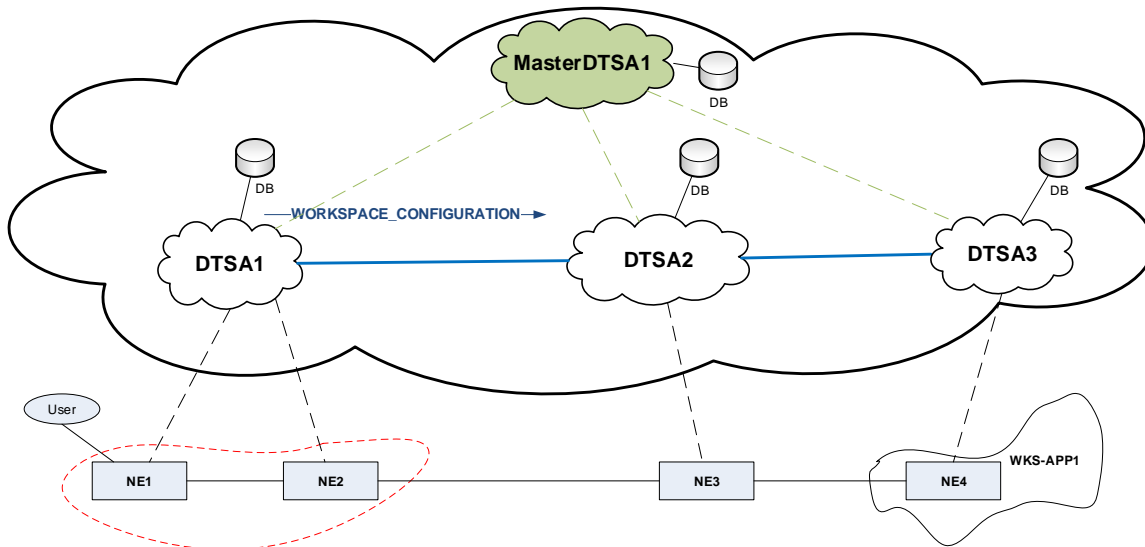 MasterDTSA1
DB
DB
DB
DB
WORKSPACE_CONFIGURATION
DTSA1
DTSA2
DTSA3
User
WKS-APP1
NE1
NE2
NE3
NE4